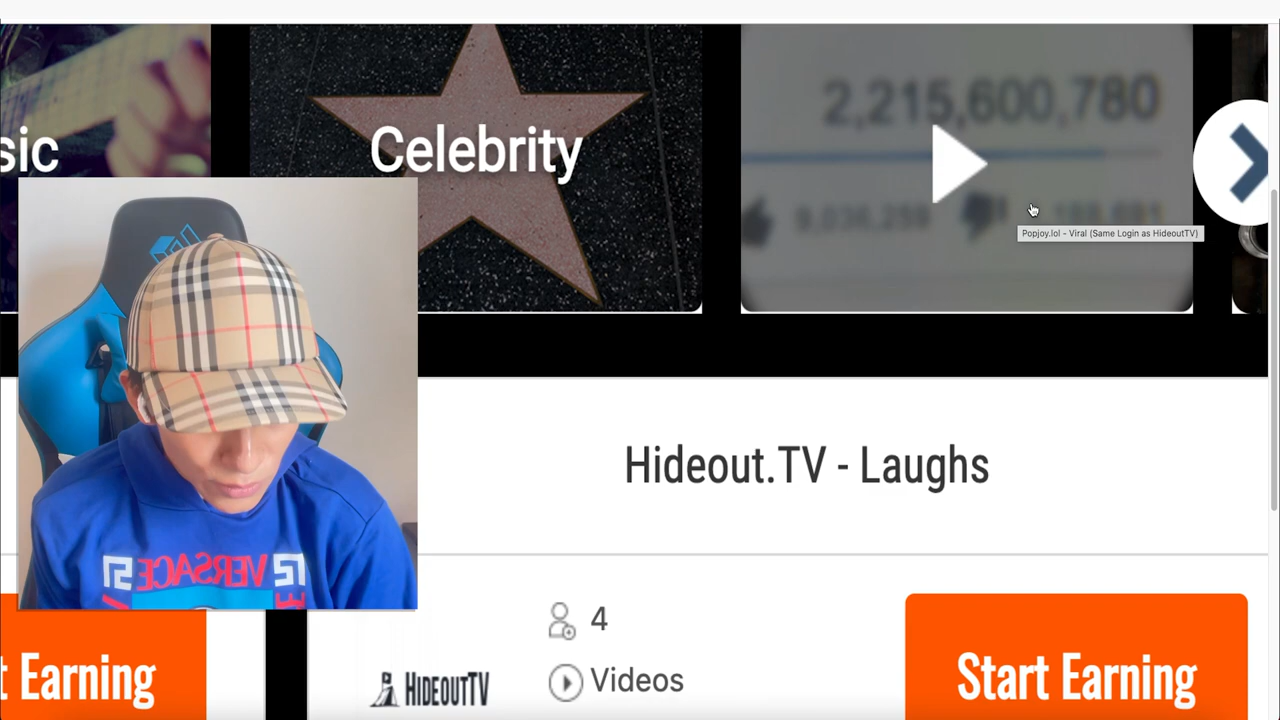 sic
Celebrity
2,215,600,780
Popjoy.lol - Viral (Same Login as HideoutTV)
VERSACE
Hideout.TV - Laughs
4
Videos
HIDEOUTTV
t Earning
Start Earning